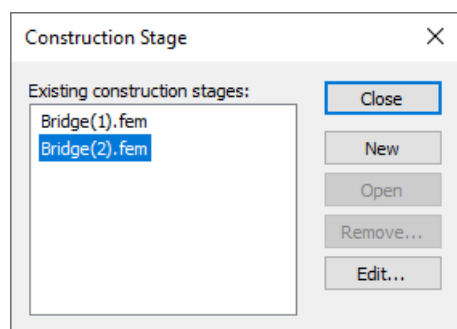 Construction Stage
Existing construction stages:
Bridge(1).fem
Bridge(2).fem
Close
New
Open
Remove...
Edit...